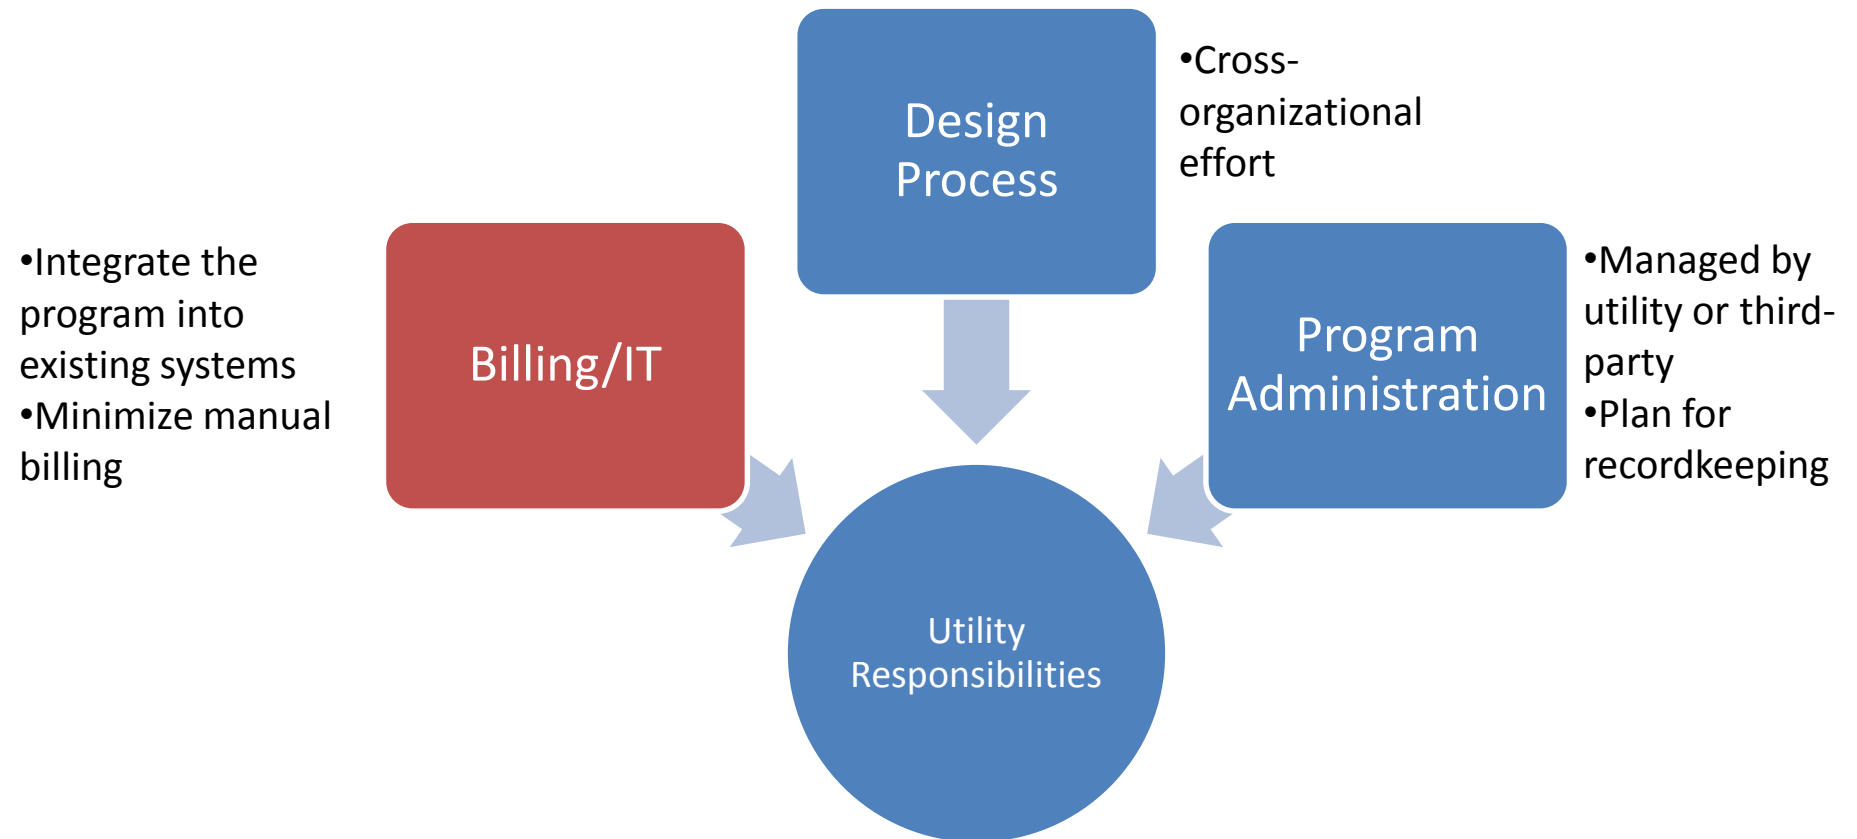 Design
Process
•Cross-
organizational
effort
•Integrate the
program into
existing systems
•Minimize manual
billing
Billing/IT
Program
Administration
•Managed by
utility or third-
party
•Plan for
recordkeeping
Utility
Responsibilities